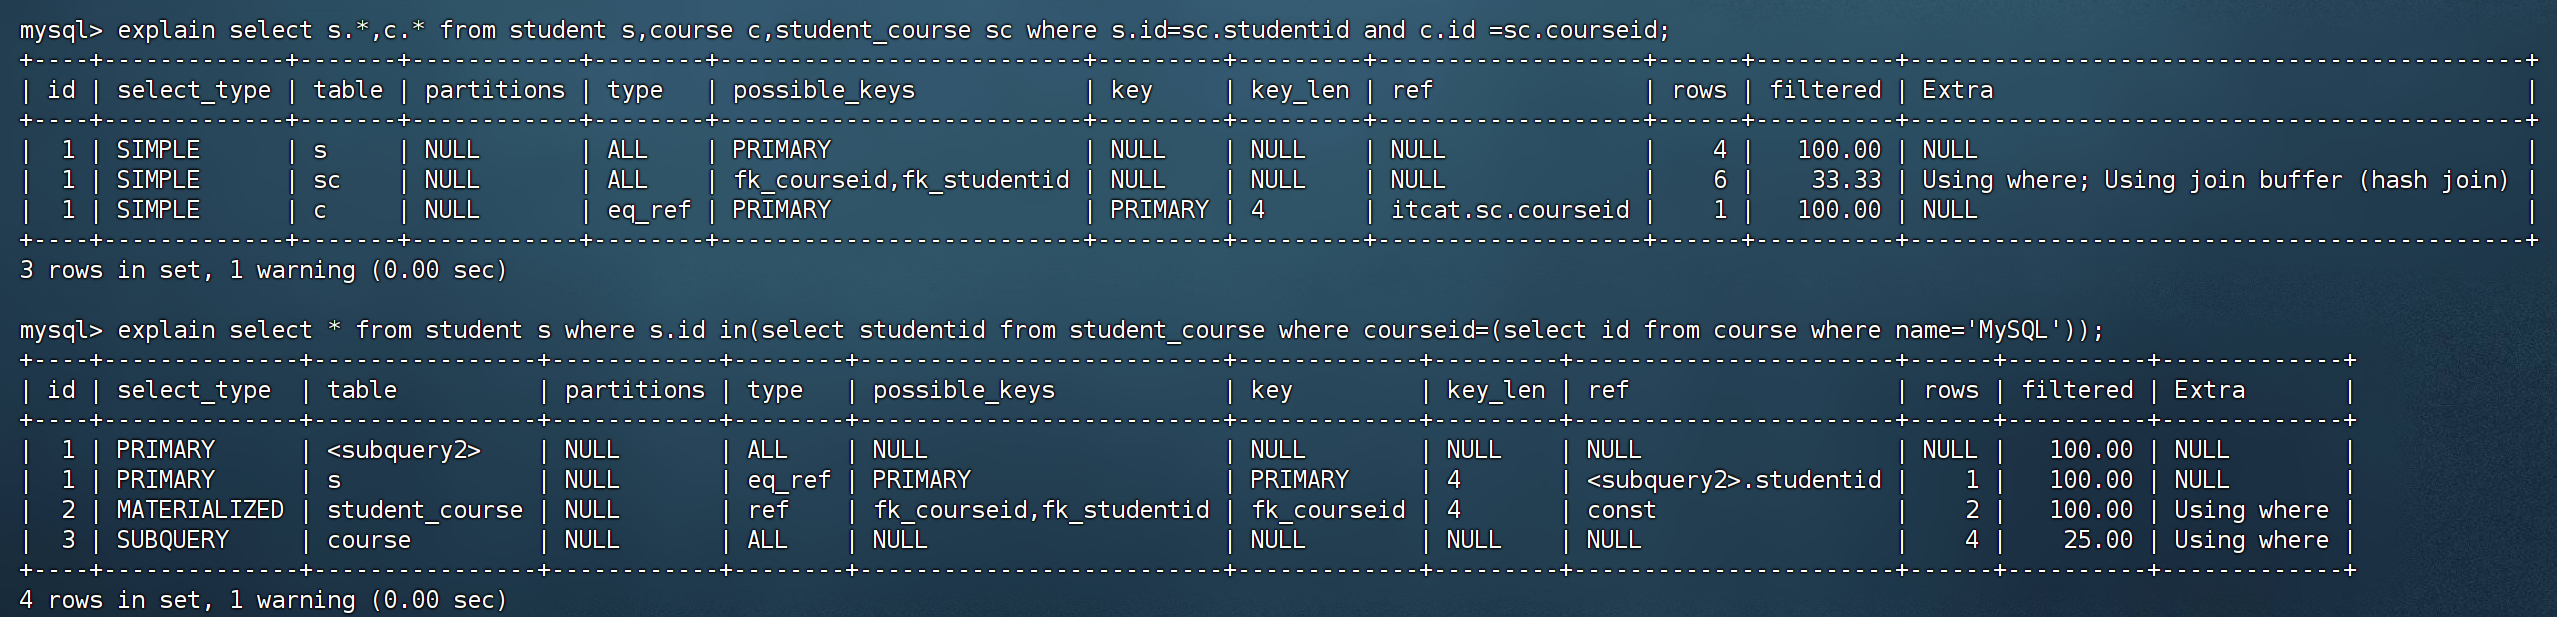 mysql> explain select s.*,c.* from student s,course c,student_course sc where s.id=sc.studentid and c.id =sc.courseid;
+----+-------------+-------+------------+--------+---------------------------+---------+---------+-------------------+------+----------+--------------------------------------------+
| id | select_type | table | partitions | type   | possible_keys             | key     | key_len | ref               | rows | filtered | Extra                                      |
+----+-------------+-------+------------+--------+---------------------------+---------+---------+-------------------+------+----------+--------------------------------------------+
|  1 | SIMPLE      | s     | NULL       | ALL    | PRIMARY                   | NULL    | NULL    | NULL              |    4 |   100.00 | NULL                                       |
|  1 | SIMPLE      | sc    | NULL       | ALL    | fk_courseid,fk_studentid | NULL    | NULL    | NULL              |    6 |    33.33 | Using where; Using join buffer (hash join) |
|  1 | SIMPLE      | c     | NULL       | eq_ref | PRIMARY                   | PRIMARY | 4       | itcat.sc.courseid |    1 |   100.00 | NULL                                       |
+----+-------------+-------+------------+--------+---------------------------+---------+---------+-------------------+------+----------+--------------------------------------------+
3 rows in set, 1 warning (0.00 sec)

mysql> explain select * from student s where s.id in(select studentid from student_course where courseid=(select id from course where name='MySQL'));
+----+--------------+----------------+------------+--------+--------------------------+-------------+---------+-----------------------+------+----------+-------------+
| id | select_type  | table          | partitions | type   | possible_keys            | key         | key_len | ref                   | rows | filtered | Extra       |
+----+--------------+----------------+------------+--------+--------------------------+-------------+---------+-----------------------+------+----------+-------------+
|  1 | PRIMARY      | <subquery2>    | NULL       | ALL    | NULL                     | NULL        | NULL    | NULL                  | NULL |   100.00 | NULL        |
|  1 | PRIMARY      | s              | NULL       | eq_ref | PRIMARY                  | PRIMARY     | 4       | <subquery2>.studentid |    1 |   100.00 | NULL        |
|  2 | MATERIALIZED | student_course | NULL       | ref    | fk_courseid,fk_studentid | fk_courseid | 4       | const                 |    2 |   100.00 | Using where |
|  3 | SUBQUERY     | course         | NULL       | ALL    | NULL                     | NULL        | NULL    | NULL                  |    4 |    25.00 | Using where |
+----+--------------+----------------+------------+--------+--------------------------+-------------+---------+-----------------------+------+----------+-------------+
4 rows in set, 1 warning (0.00 sec)